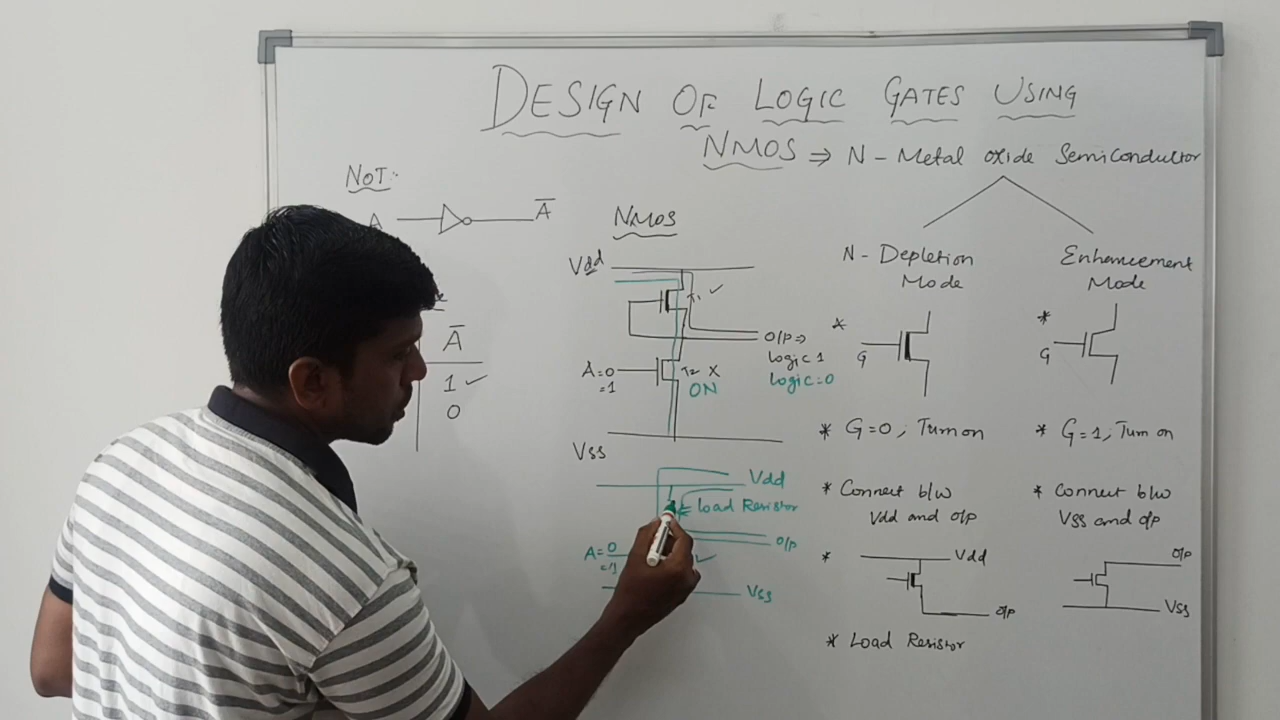 DESIGN OF LOGIC GATES USING
NMOS ⇒ N-Metal oxide Semiconductor
NOT:
A
Ā
Ā
1 ✓
0
NMOS
Vdd
T1 ✓
O/P ⇒
logic 1
logic=0
A=0
=1
T2 X
ON
Vss
Vdd
Load Resistor
O/P
A=0
=1
✓
Vss
N-Depletion
Mode
*
G
* G=0, Turn on
* Connect b/w
Vdd and o/p
*
Vdd
o/p
* Load Resistor
Enhancement
Mode
*
G
* G=1, Turn on
* Connect b/w
Vss and o/p
O/P
Vss